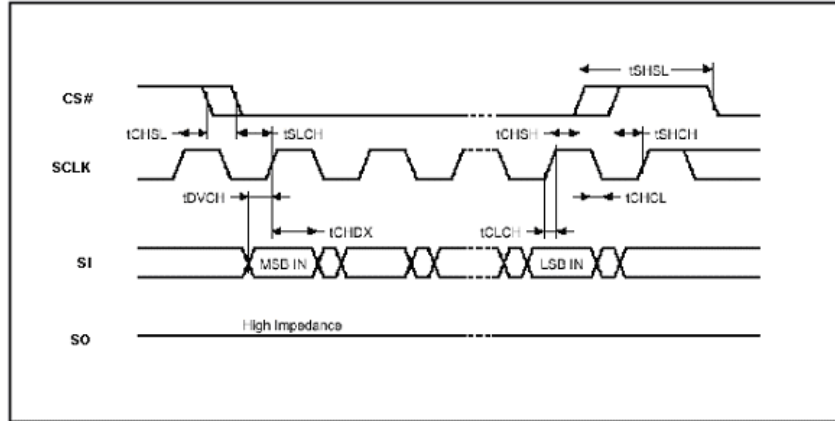 tSHSL
CS#
tCHSL
tSLCH
tCHSH
tSHCH
SCLK
tDVCH
tCHCL
tCHDX
tCLCH
SI
MSB IN
LSB IN
High Impedance
SO